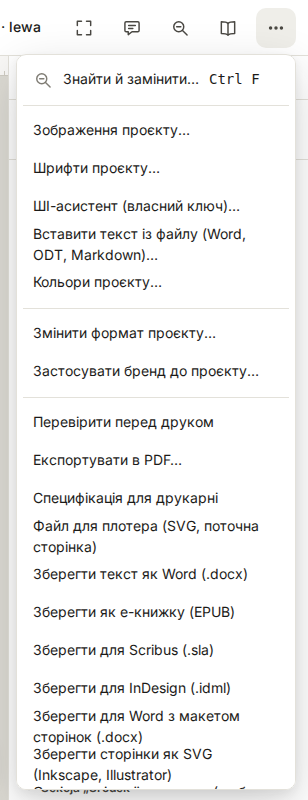 · lewa
Знайти й замінити... Ctrl F
Зображення проєкту...
Шрифти проєкту...
ШІ-асистент (власний ключ)...
Вставити текст із файлу (Word,
ODT, Markdown)...
Кольори проєкту...
Змінити формат проєкту...
Застосувати бренд до проєкту...
Перевірити перед друком
Експортувати в PDF...
Специфікація для друкарні
Файл для плотера (SVG, поточна
сторінка)
Зберегти текст як Word (.docx)
Зберегти як е-книжку (EPUB)
Зберегти для Scribus (.sla)
Зберегти для InDesign (.idml)
Зберегти для Word з макетом
сторінок (.docx)
Зберегти сторінки як SVG
(Inkscape, Illustrator)